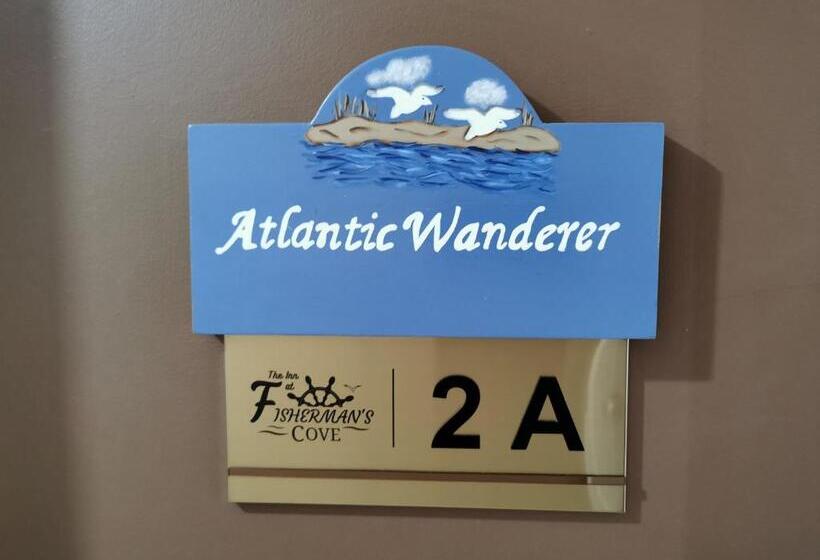 Atlantic Wanderer
The Inn
at
FISHERMAN'S
COVE
2 A